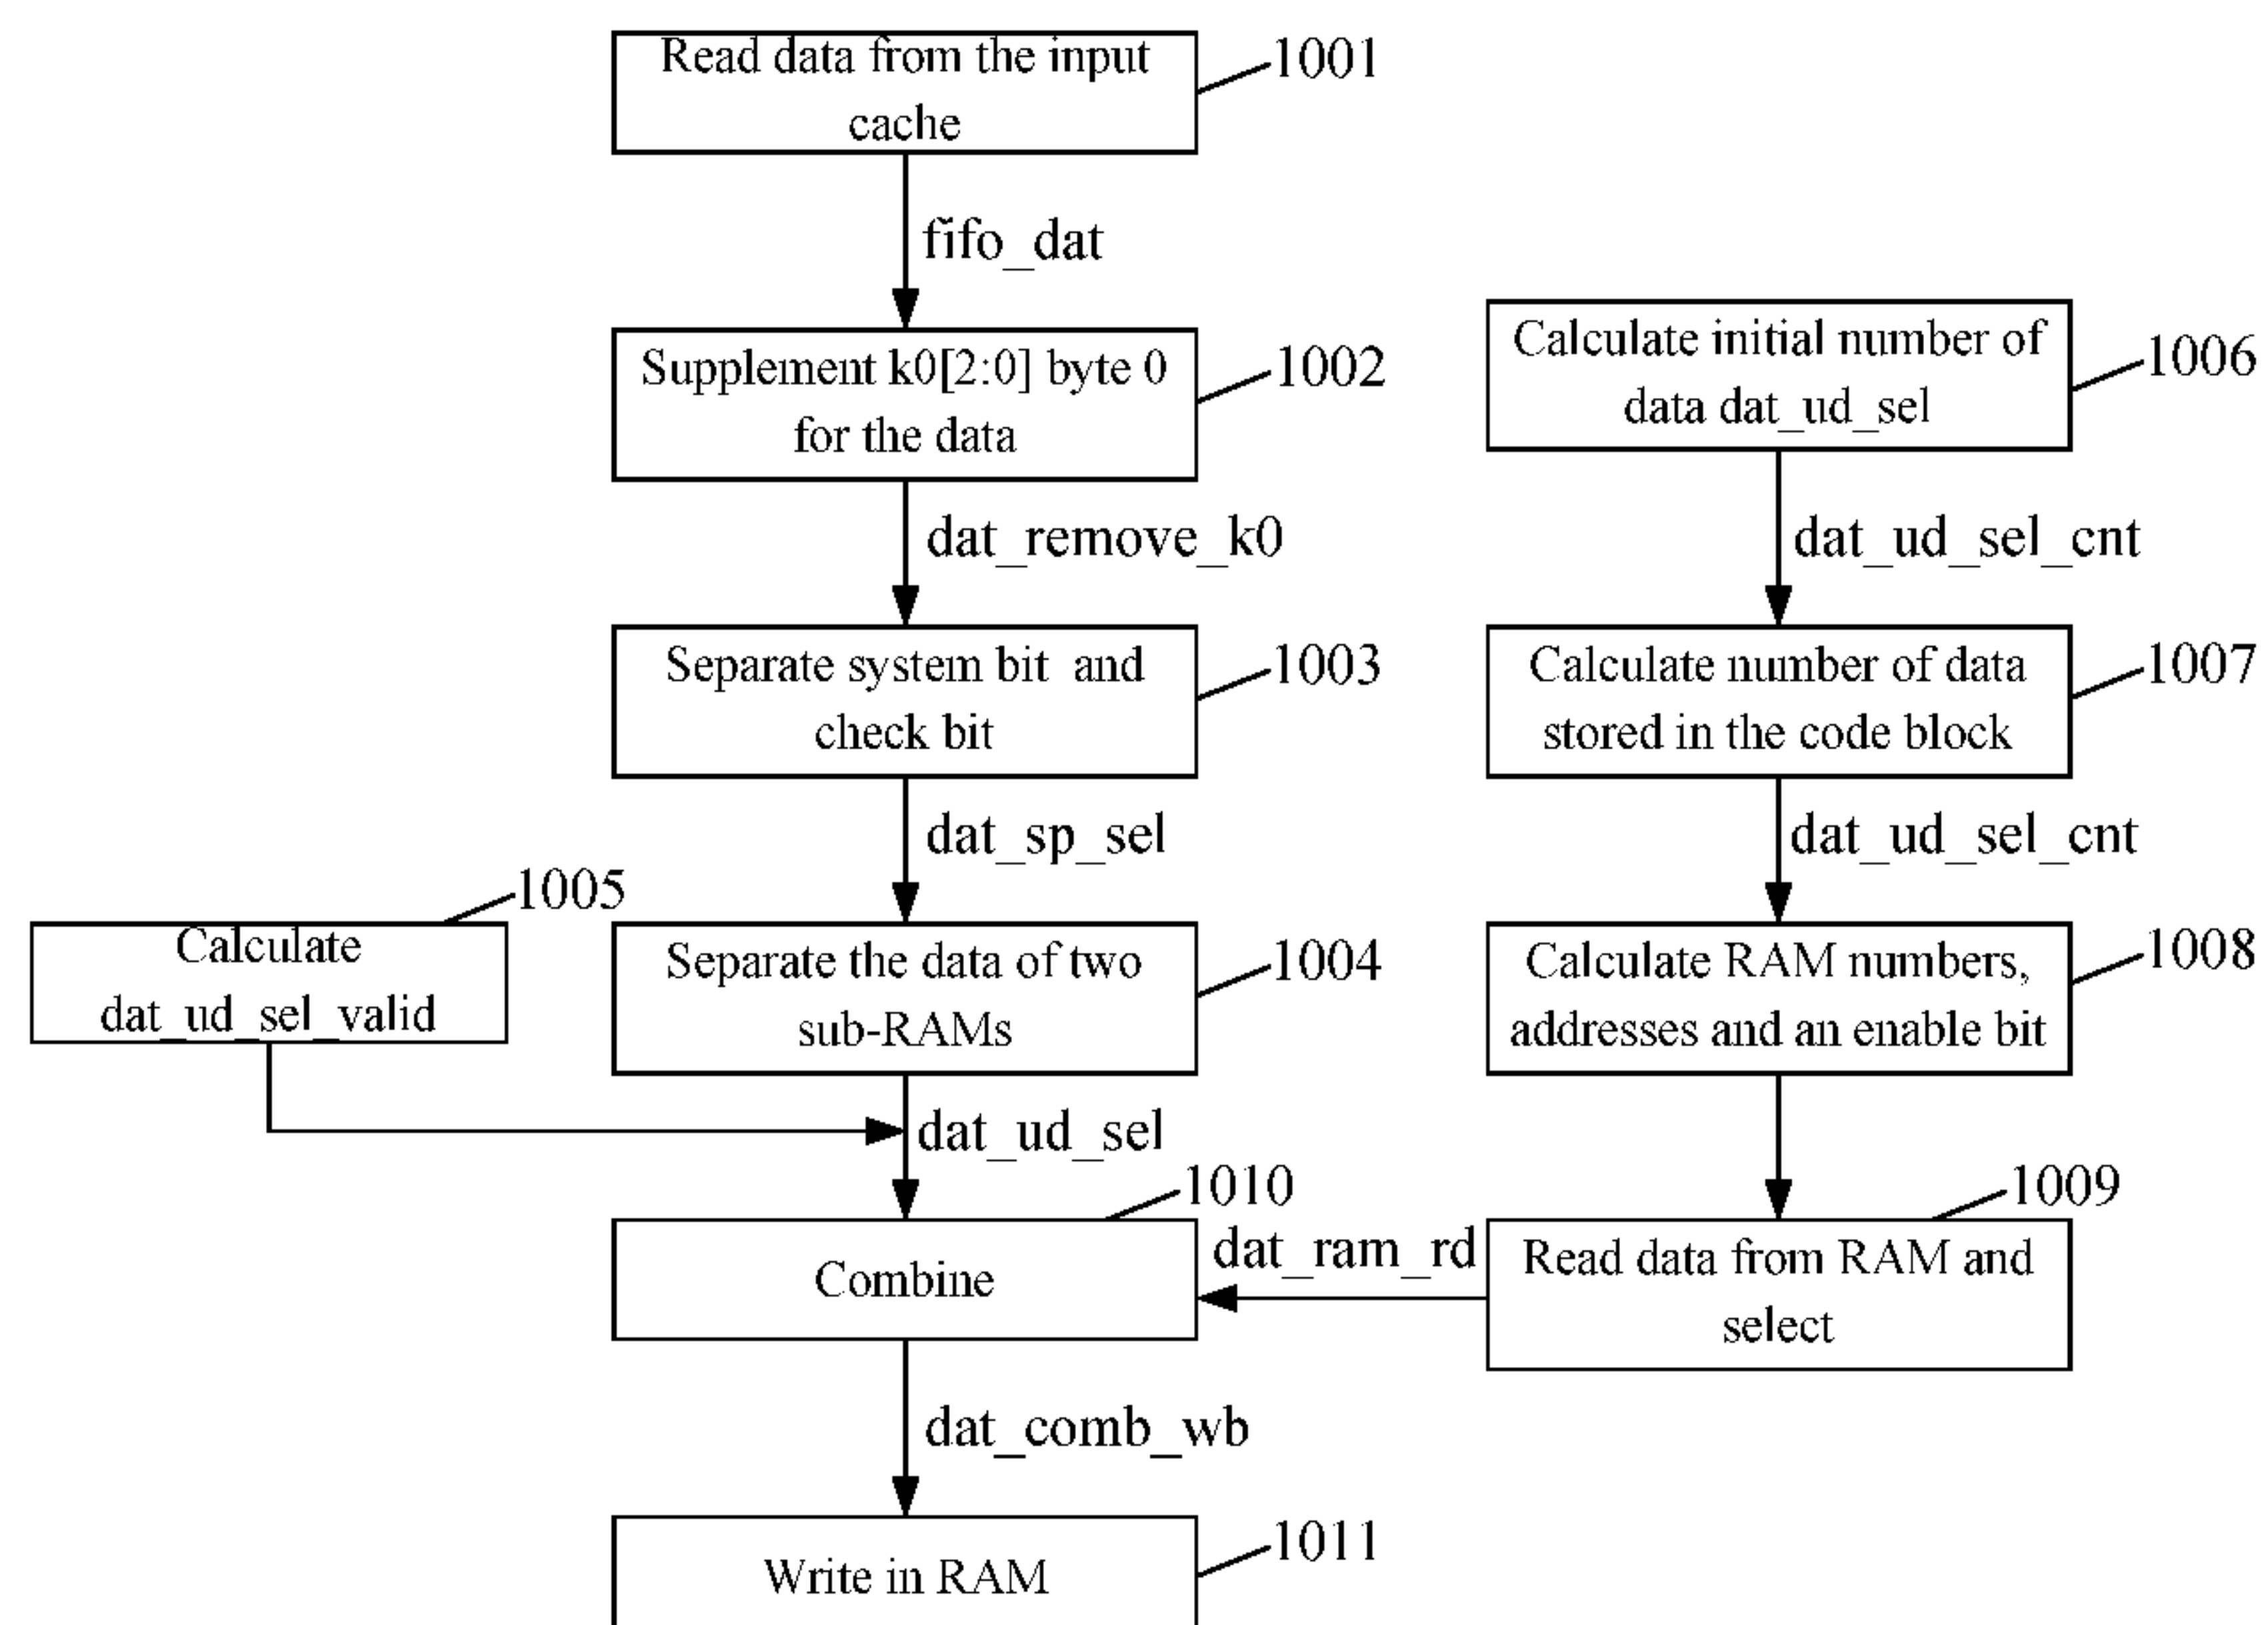 Read data from the input
cache
1001
fifo_dat
Supplement k0[2:0] byte 0
for the data
1002
Calculate initial number of
data dat_ud_sel
1006
dat_remove_k0
dat_ud_sel_cnt
Separate system bit and
check bit
1003
Calculate number of data
stored in the code block
1007
dat_sp_sel
dat_ud_sel_cnt
1005
Calculate
dat_ud_sel_valid
Separate the data of two
sub-RAMs
1004
Calculate RAM numbers,
addresses and an enable bit
1008
dat_ud_sel
1010
1009
Combine
dat_ram_rd
Read data from RAM and
select
dat_comb_wb
Write in RAM
1011